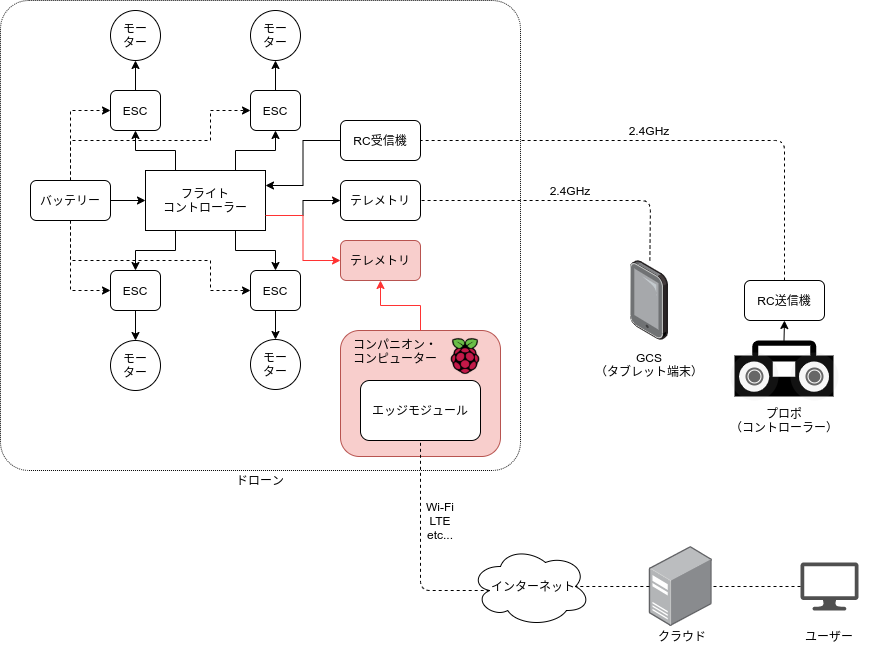 モー
ター
モー
ター
ESC
ESC
RC受信機
2.4GHz
バッテリー
フライト
コントローラー
テレメトリ
2.4GHz
テレメトリ
ESC
ESC
RC送信機
モー
ター
モー
ター
コンパニオン・
コンピューター
GCS
（タブレット端末）
エッジモジュール
プロポ
（コントローラー）
ドローン
Wi-Fi
LTE
etc...
インターネット
クラウド
ユーザー